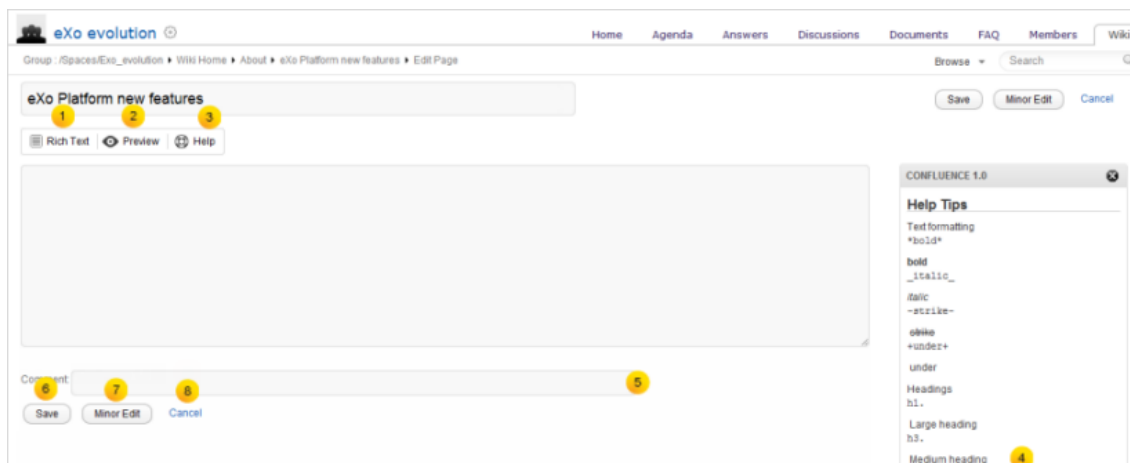 eXo evolution
Home Agenda Answers Discussions Documents FAQ Members Wiki
Group : /Spaces/Exo_evolution Wiki Home About eXo Platform new features Edit Page
Browse Search
eXo Platform new features
Save Minor Edit Cancel
1 2 3
Rich Text Preview Help
CONFLUENCE 1.0
Help Tips
Text formatting
*bold*
bold
_italic_
italic
-strike-
strike
+under+
under
Headings
h1.
Large heading
h3.
Medium heading
4
Comment
5
6 7 8
Save Minor Edit Cancel